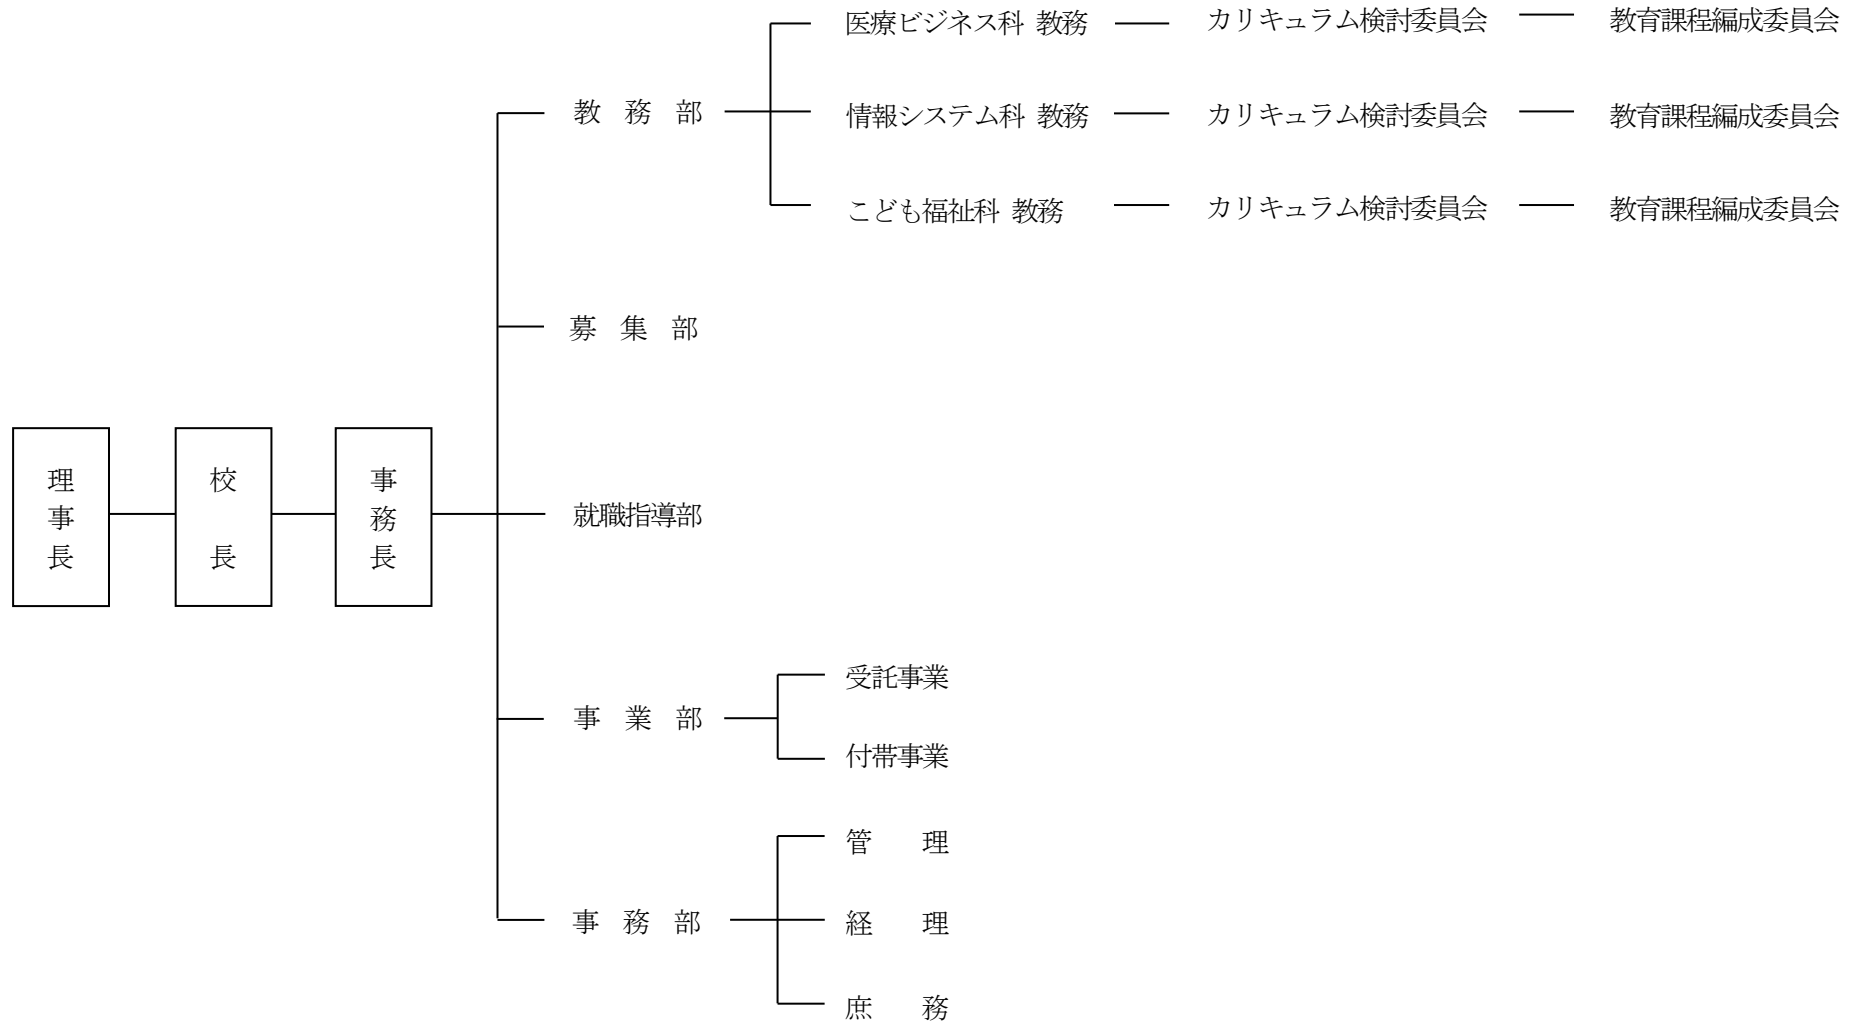 医療ビジネス科 教務 カリキュラム検討委員会 教育課程編成委員会
教 務 部 情報システム科 教務 カリキュラム検討委員会 教育課程編成委員会
こども福祉科 教務 カリキュラム検討委員会 教育課程編成委員会
募 集 部
理事長
校 長
事務長
就職指導部
事 業 部
受託事業
付帯事業
事 務 部
管 理
経 理
庶 務